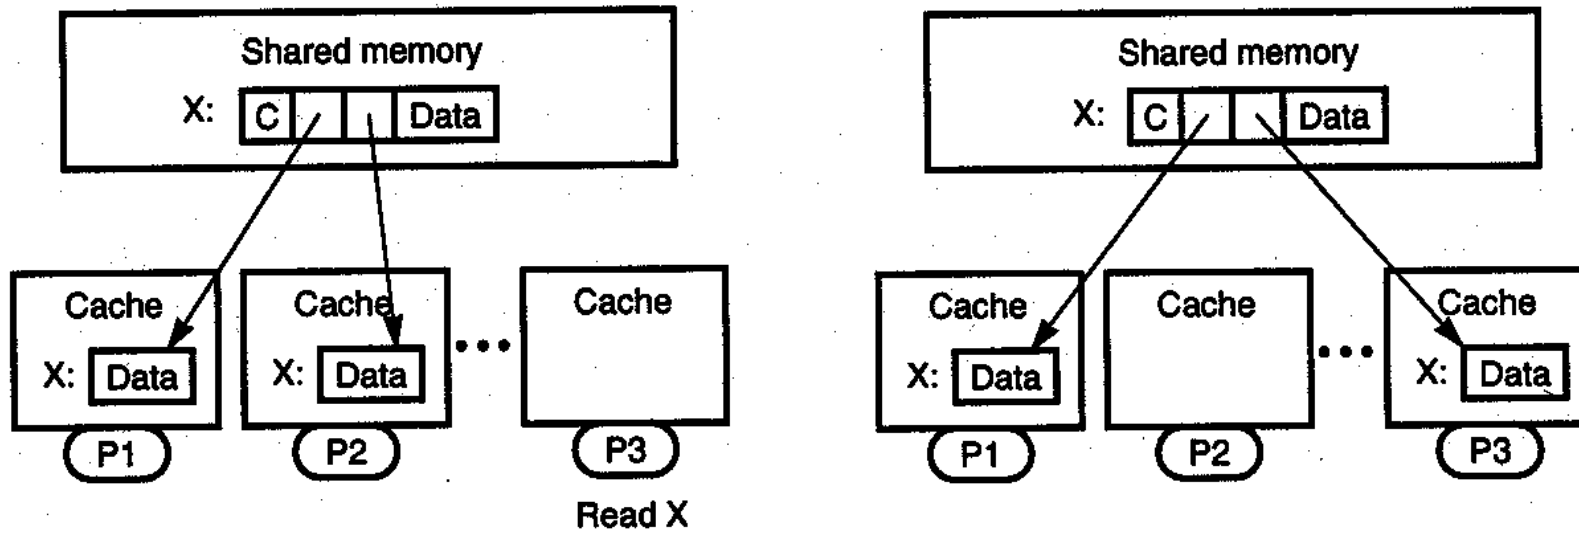 Shared memory
X: C Data
Cache
X: Data
P1
Cache
X: Data
P2
...
Cache
P3
Read X
Shared memory
X: C Data
Cache
X: Data
P1
Cache
P2
...
Cache
X: Data
P3